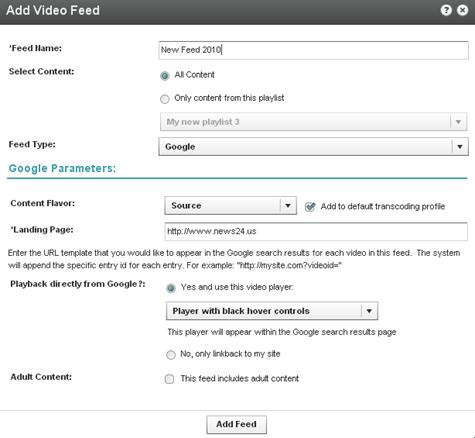 Add Video Feed
*Feed Name:
New Feed 2010
Select Content:
All Content
Only content from this playlist
My new playlist 3
Feed Type:
Google
Google Parameters:
Content Flavor:
Source
Add to default transcoding profile
*Landing Page:
http://www.news24.us
Enter the URL template that you would like to appear in the Google search results for each video in this feed. The system
will append the specific entry id for each entry. For example: "http://mysite.com?videoid="
Playback directly from Google?:
Yes and use this video player:
Player with black hover controls
This player will appear within the Google search results page
No, only linkback to my site
Adult Content:
This feed includes adult content
Add Feed